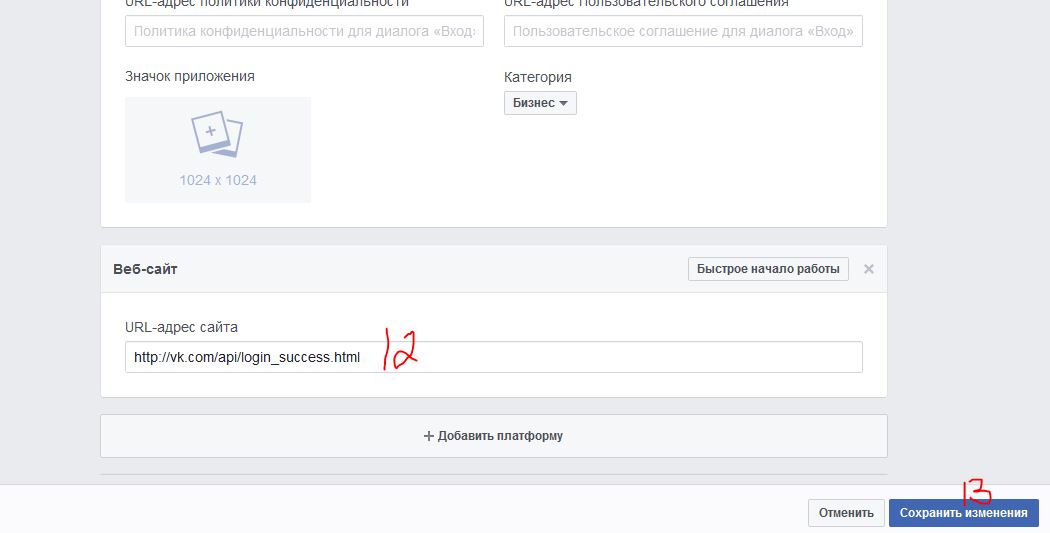 URL-адрес политики конфиденциальности
URL-адрес Пользовательского соглашения
Политика конфиденциальности для диалога «Вход»
Пользовательское соглашение для диалога «Вход»
Значок приложения
Категория
Бизнес
1024 x 1024
Веб-сайт
Быстрое начало работы
URL-адрес сайта
http://vk.com/api/login_success.html
12
Добавить платформу
13
Отменить
Сохранить изменения